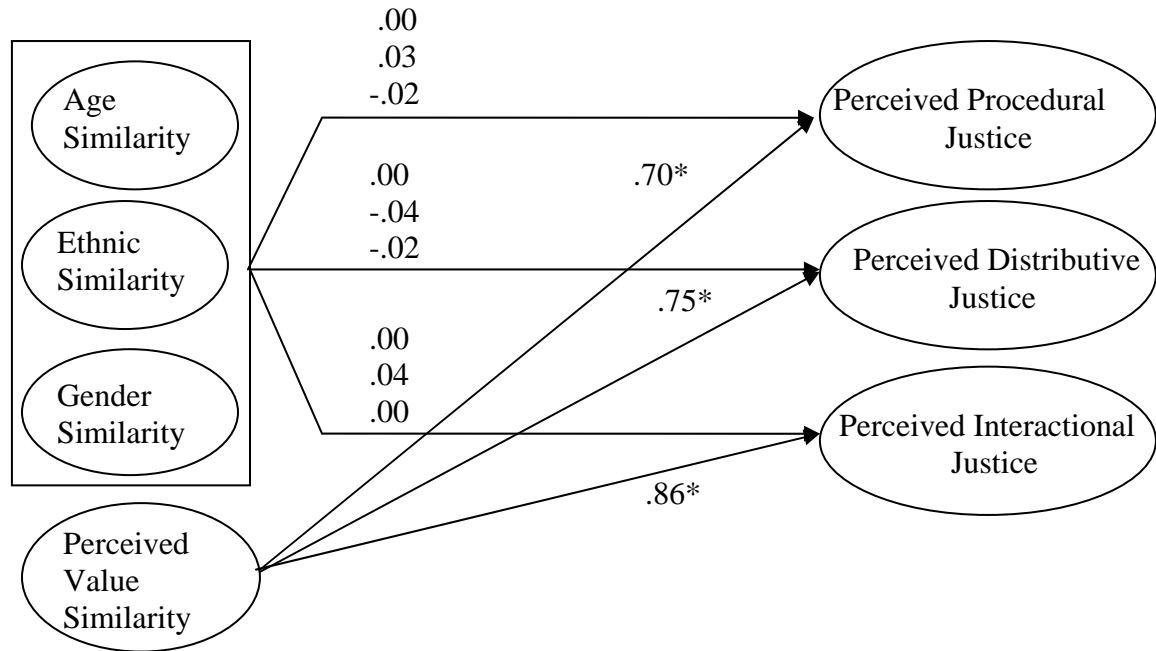 Age
Similarity
Ethnic
Similarity
Gender
Similarity
Perceived
Value
Similarity
.00
.03
-.02
.00
-.04
-.02
.00
.04
.00
.70*
.75*
.86*
Perceived Procedural
Justice
Perceived Distributive
Justice
Perceived Interactional
Justice